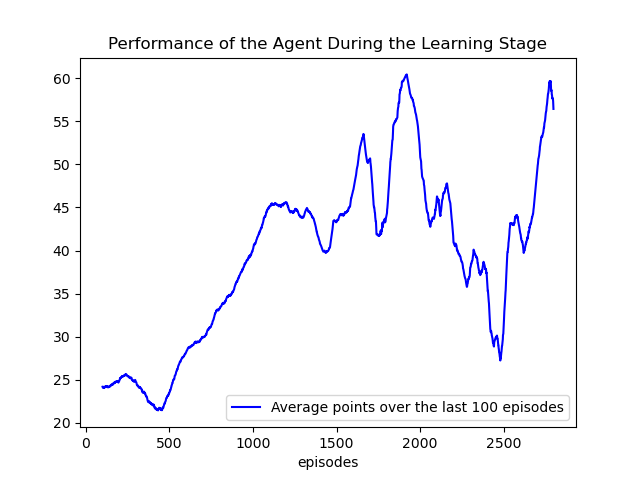 Performance of the Agent During the Learning Stage
60
55
50
45
40
35
30
25
20
Average points over the last 100 episodes
0 500 1000 1500 2000 2500
episodes